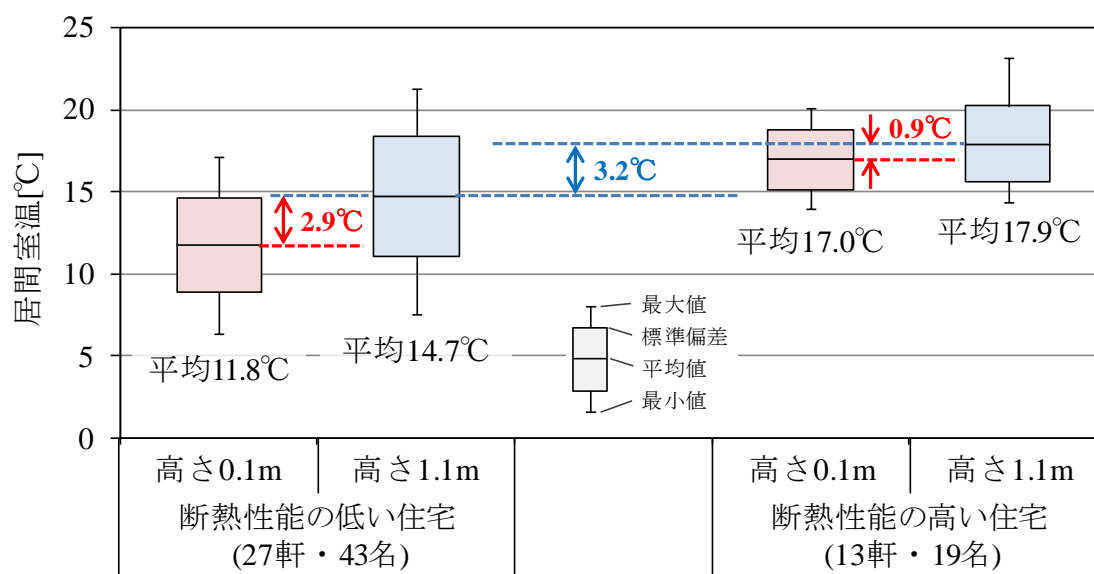 居間室温[℃]
25
20
15
10
5
0
2.9℃
3.2℃
0.9℃
平均11.8℃
平均14.7℃
平均17.0℃
平均17.9℃
最大値
標準偏差
平均値
最小値
高さ0.1m
高さ1.1m
高さ0.1m
高さ1.1m
断熱性能の低い住宅
(27軒・43名)
断熱性能の高い住宅
(13軒・19名)